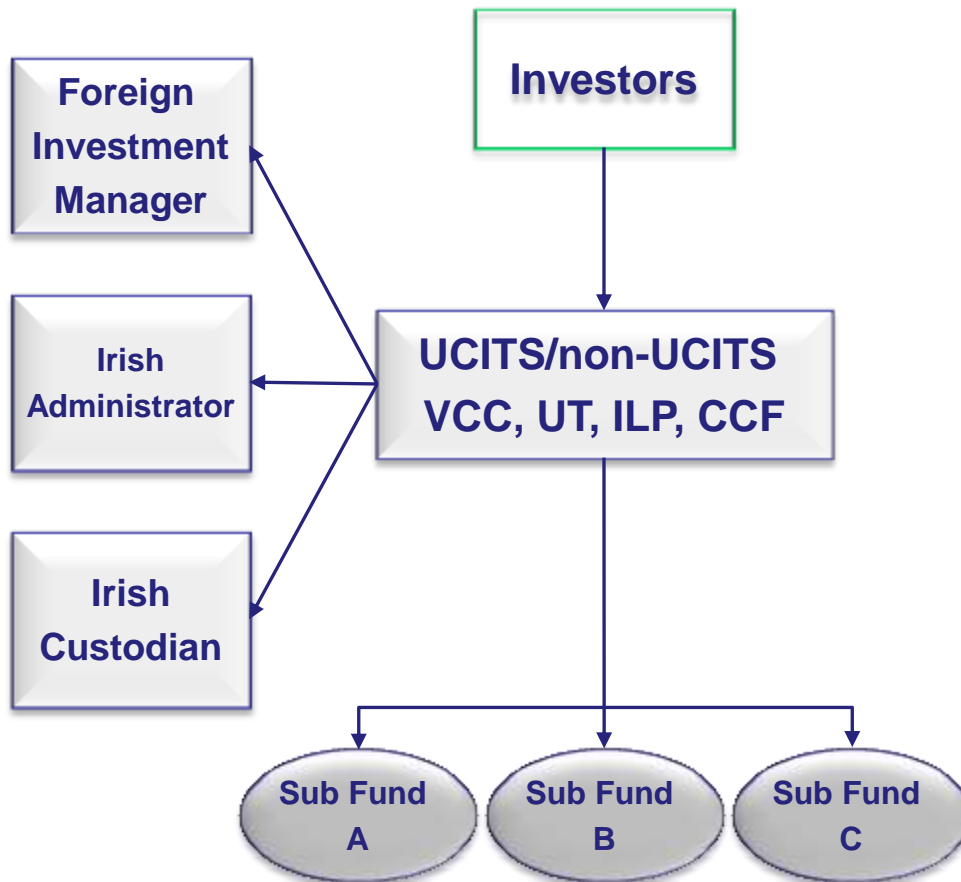 Investors
Foreign
Investment
Manager
UCITS/non-UCITS
VCC, UT, ILP, CCF
Irish
Administrator
Irish
Custodian
Sub Fund
A
Sub Fund
B
Sub Fund
C